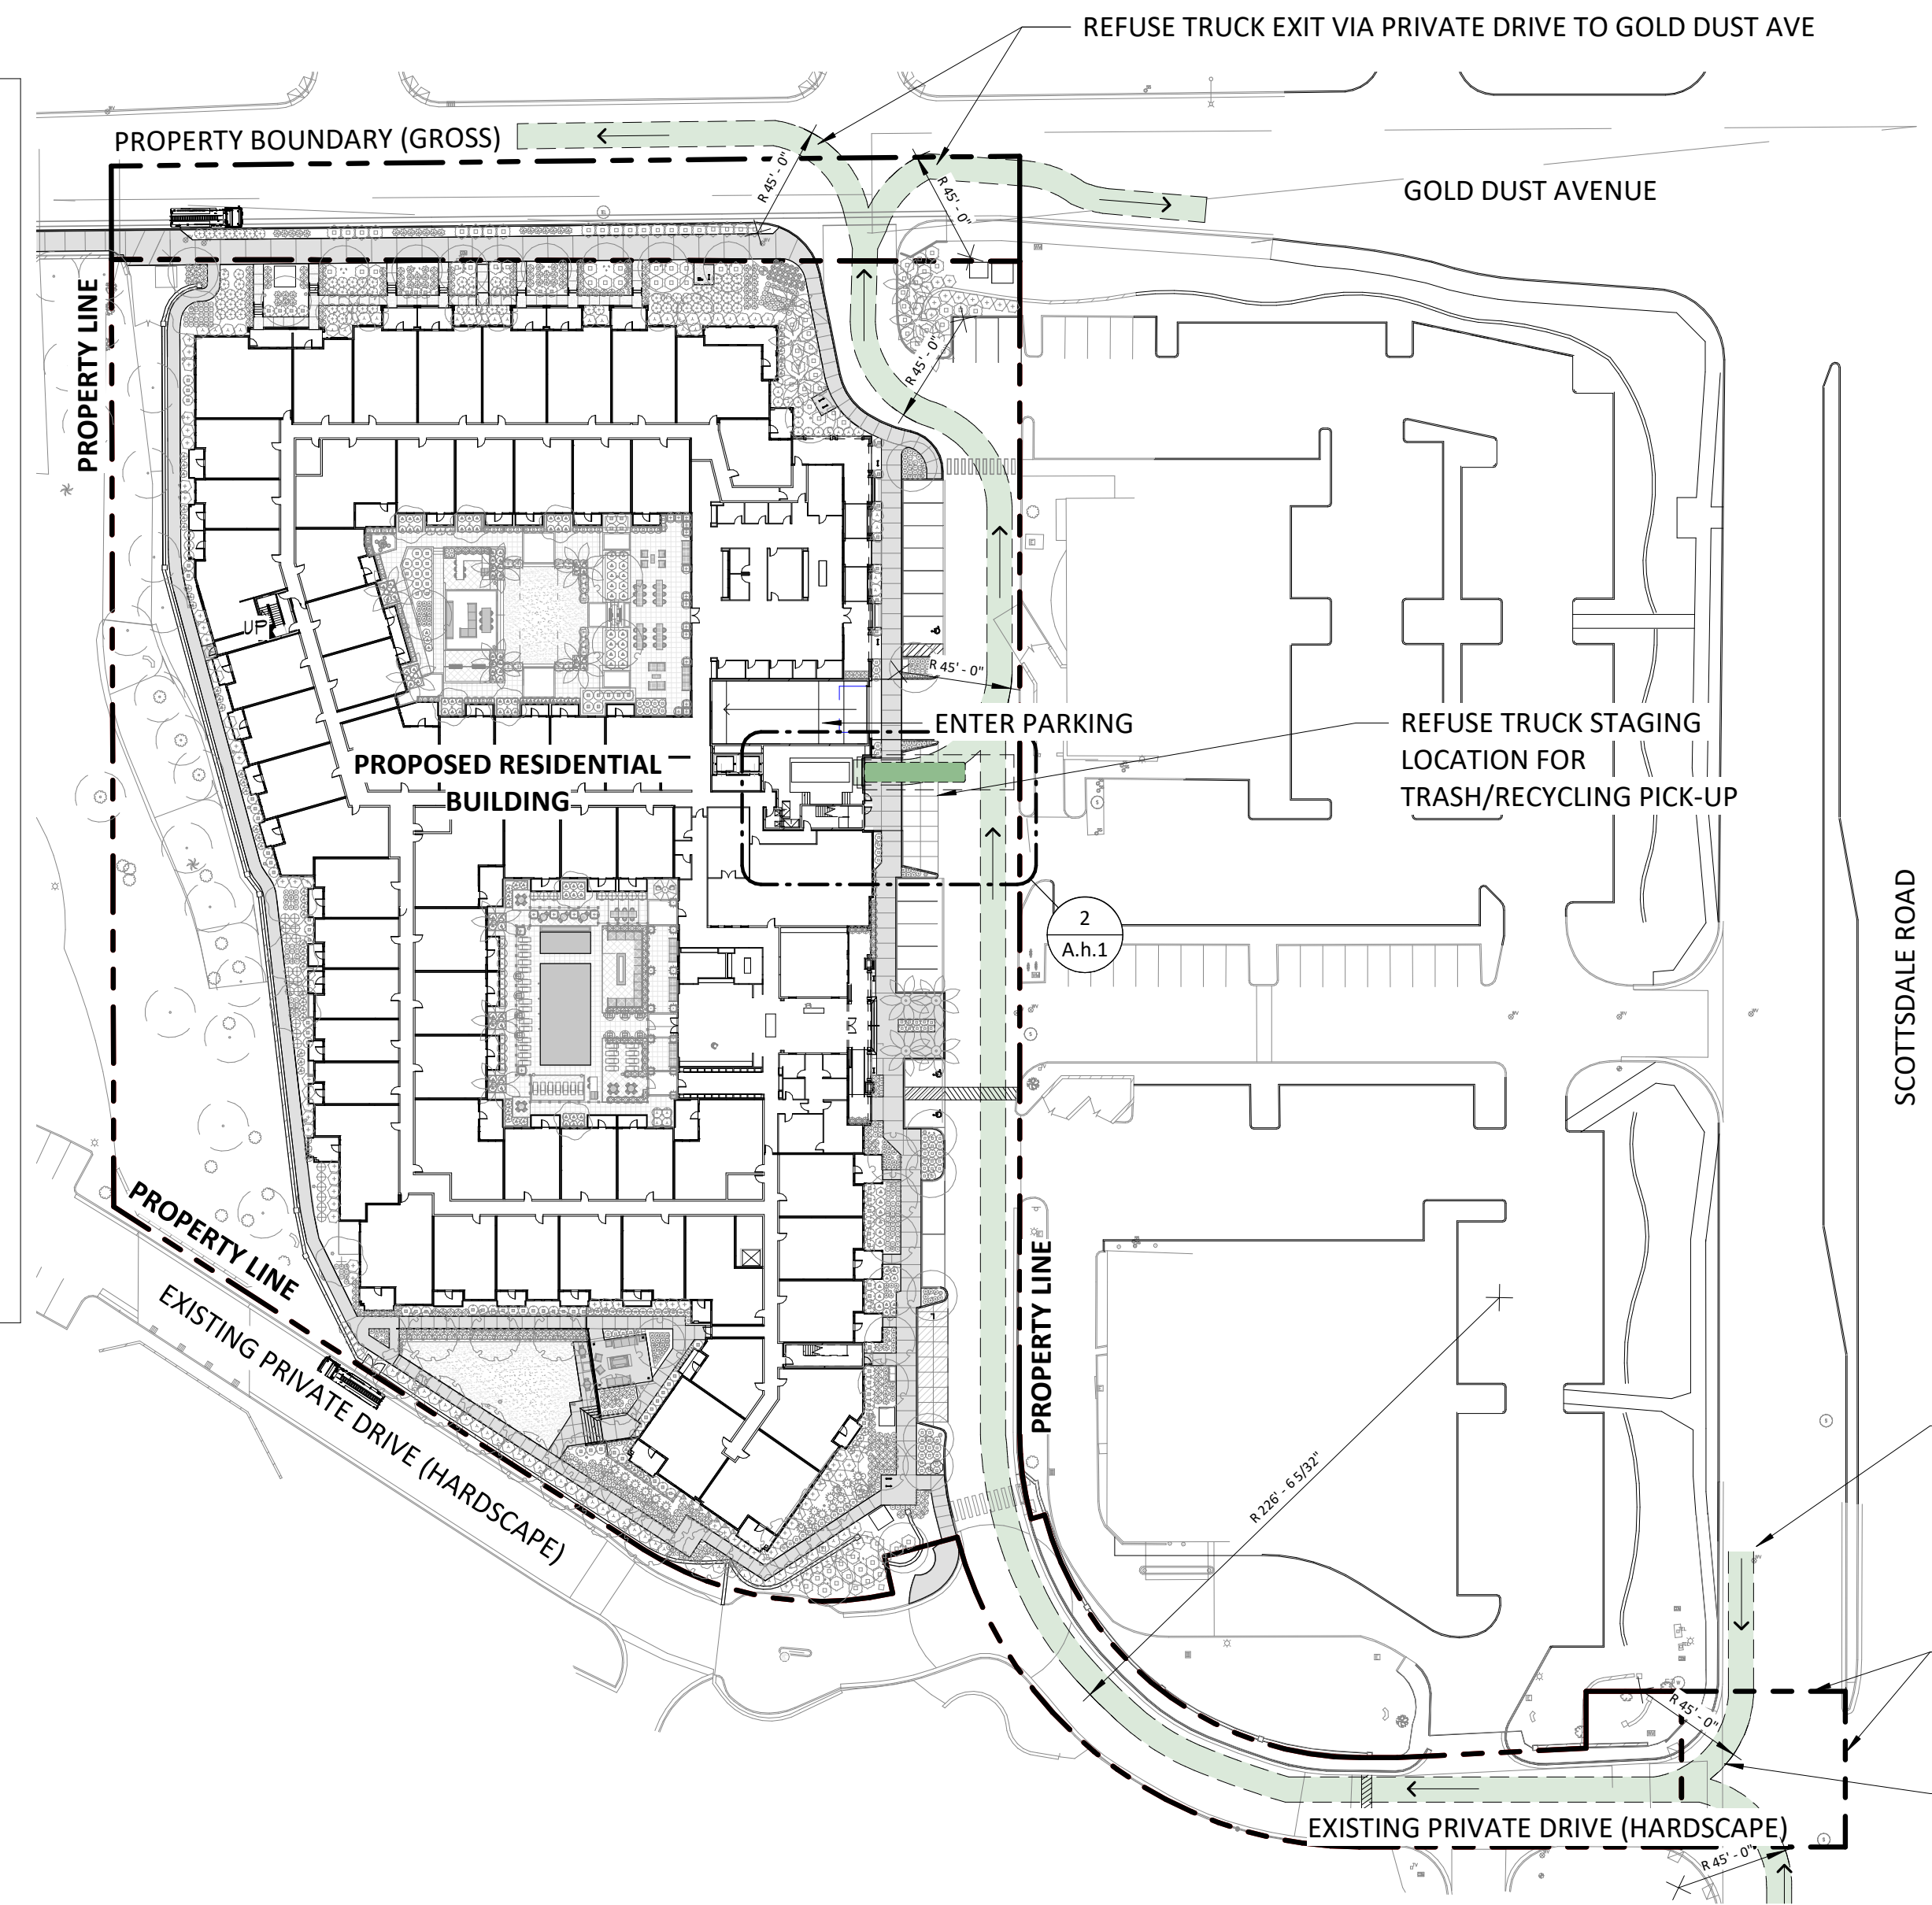 REFUSE TRUCK EXIT VIA PRIVATE DRIVE TO GOLD DUST AVE
PROPERTY BOUNDARY (GROSS)
R 45' - 0"
R 45' - 0"
GOLD DUST AVENUE
PROPERTY LINE
R 45' - 0"
UP
R 45' - 0"
ENTER PARKING
REFUSE TRUCK STAGING
LOCATION FOR
TRASH/RECYCLING PICK-UP
PROPOSED RESIDENTIAL
BUILDING
2
A.h.1
SCOTTSDALE ROAD
PROPERTY LINE
PROPERTY LINE
EXISTING PRIVATE DRIVE (HARDSCAPE)
R 226' - 6 5/32"
R 45' - 0"
EXISTING PRIVATE DRIVE (HARDSCAPE)
R 45' - 0"